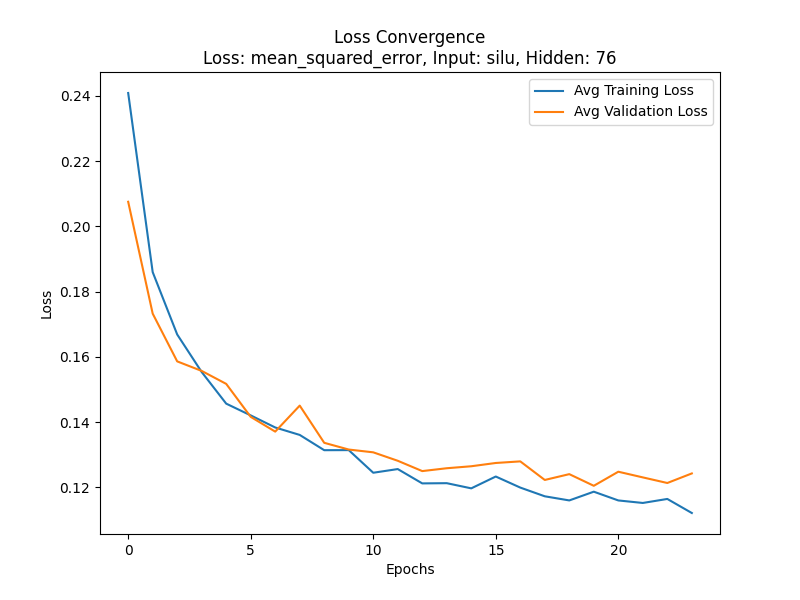 Loss Convergence
Loss: mean_squared_error, Input: silu, Hidden: 76
Avg Training Loss
Avg Validation Loss
0.24
0.22
0.20
0.18
0.16
0.14
0.12
Loss
0
5
10
15
20
Epochs